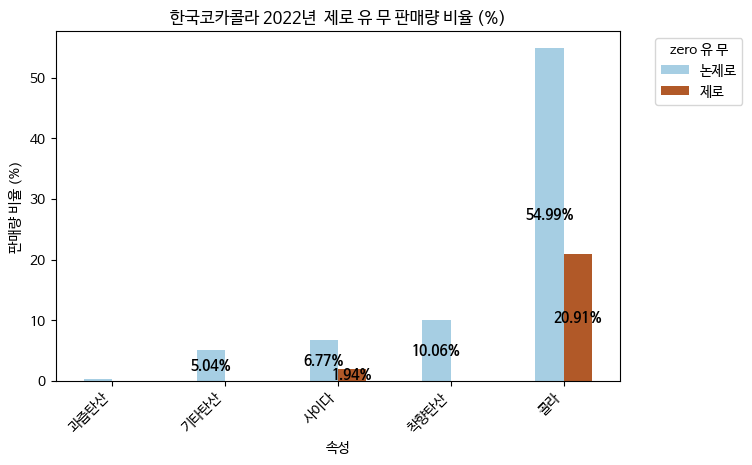 한국코카콜라 2022년  제로 유 무 판매량 비율 (%)
zero 유 무
논제로
제로
판매량 비율 (%)
50
40
30
20
10
0
54.99%
20.91%
10.06%
6.77%
1.94%
5.04%
과즙탄산
기타탄산
사이다
착향탄산
콜라
속성